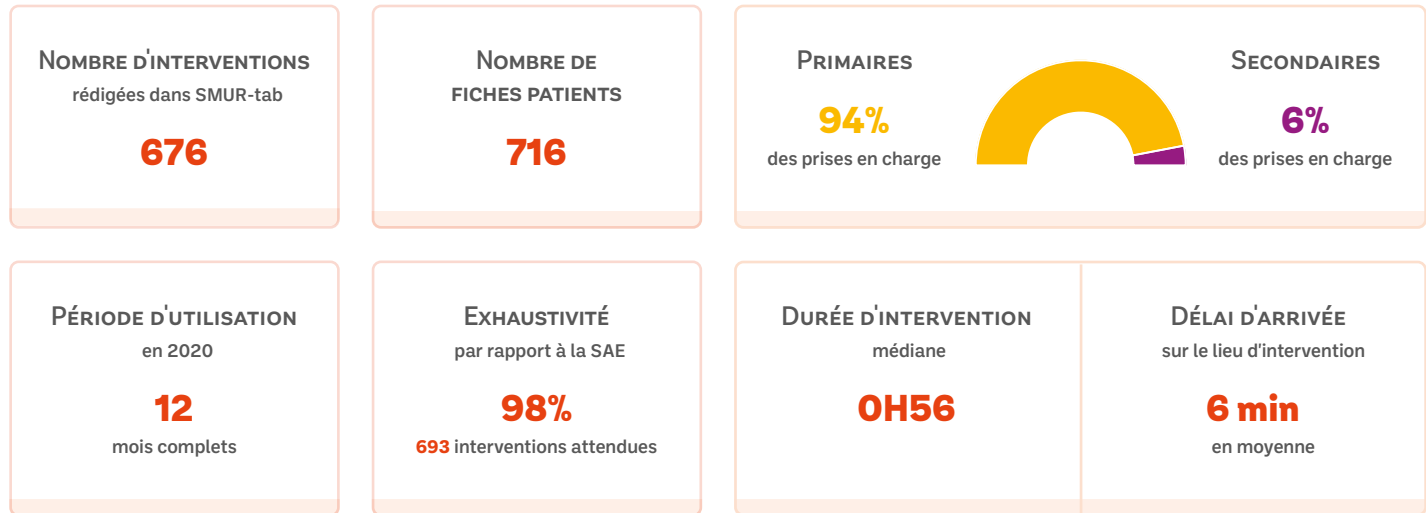 NOMBRE D'INTERVENTIONS
rédigées dans SMUR-tab
676
NOMBRE DE
FICHES PATIENTS
716
PRIMAIRES
94%
des prises en charge
SECONDAIRES
6%
des prises en charge
PÉRIODE D'UTILISATION
en 2020
12
mois complets
EXHAUSTIVITÉ
par rapport à la SAE
98%
693 interventions attendues
DURÉE D'INTERVENTION
médiane
0H56
DÉLAI D'ARRIVÉE
sur le lieu d'intervention
6 min
en moyenne